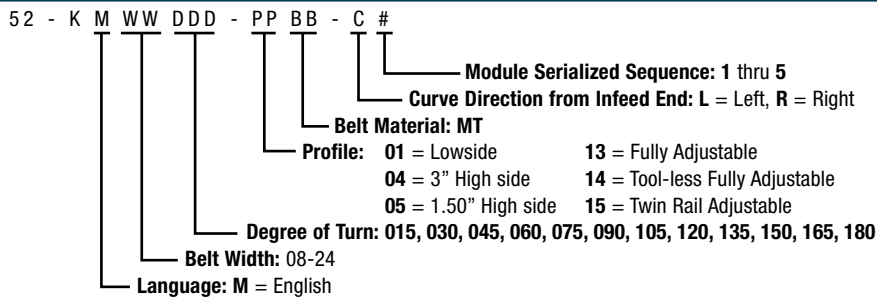 52 - K M WW DDD - PP BB - C #
Module Serialized Sequence: 1 thru 5
Curve Direction from Infeed End: L = Left, R = Right
Belt Material: MT
Profile: 01 = Lowside 13 = Fully Adjustable
04 = 3” High side 14 = Tool-less Fully Adjustable
05 = 1.50” High side 15 = Twin Rail Adjustable
Degree of Turn: 015, 030, 045, 060, 075, 090, 105, 120, 135, 150, 165, 180
Belt Width: 08-24
Language: M = English